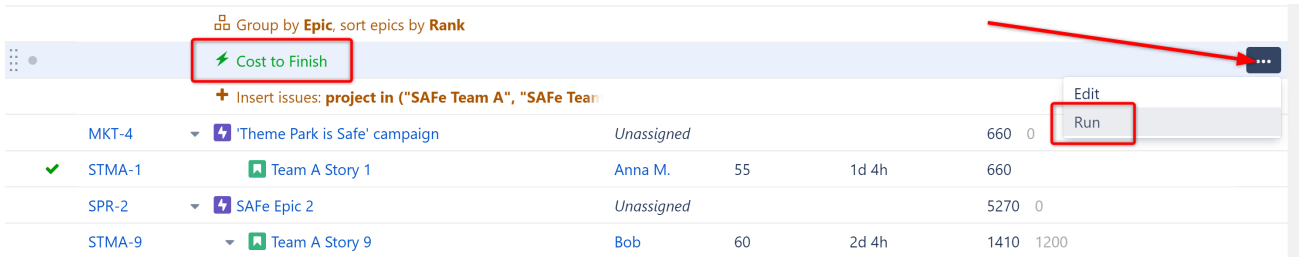 Group by Epic, sort epics by Rank
Cost to Finish
Insert issues: project in ("SAFe Team A", "SAFe Team
Edit
Run
MKT-4 'Theme Park is Safe' campaign Unassigned 660 0
STMA-1 Team A Story 1 Anna M. 55 1d 4h 660
SPR-2 SAFe Epic 2 Unassigned 5270 0
STMA-9 Team A Story 9 Bob 60 2d 4h 1410 1200